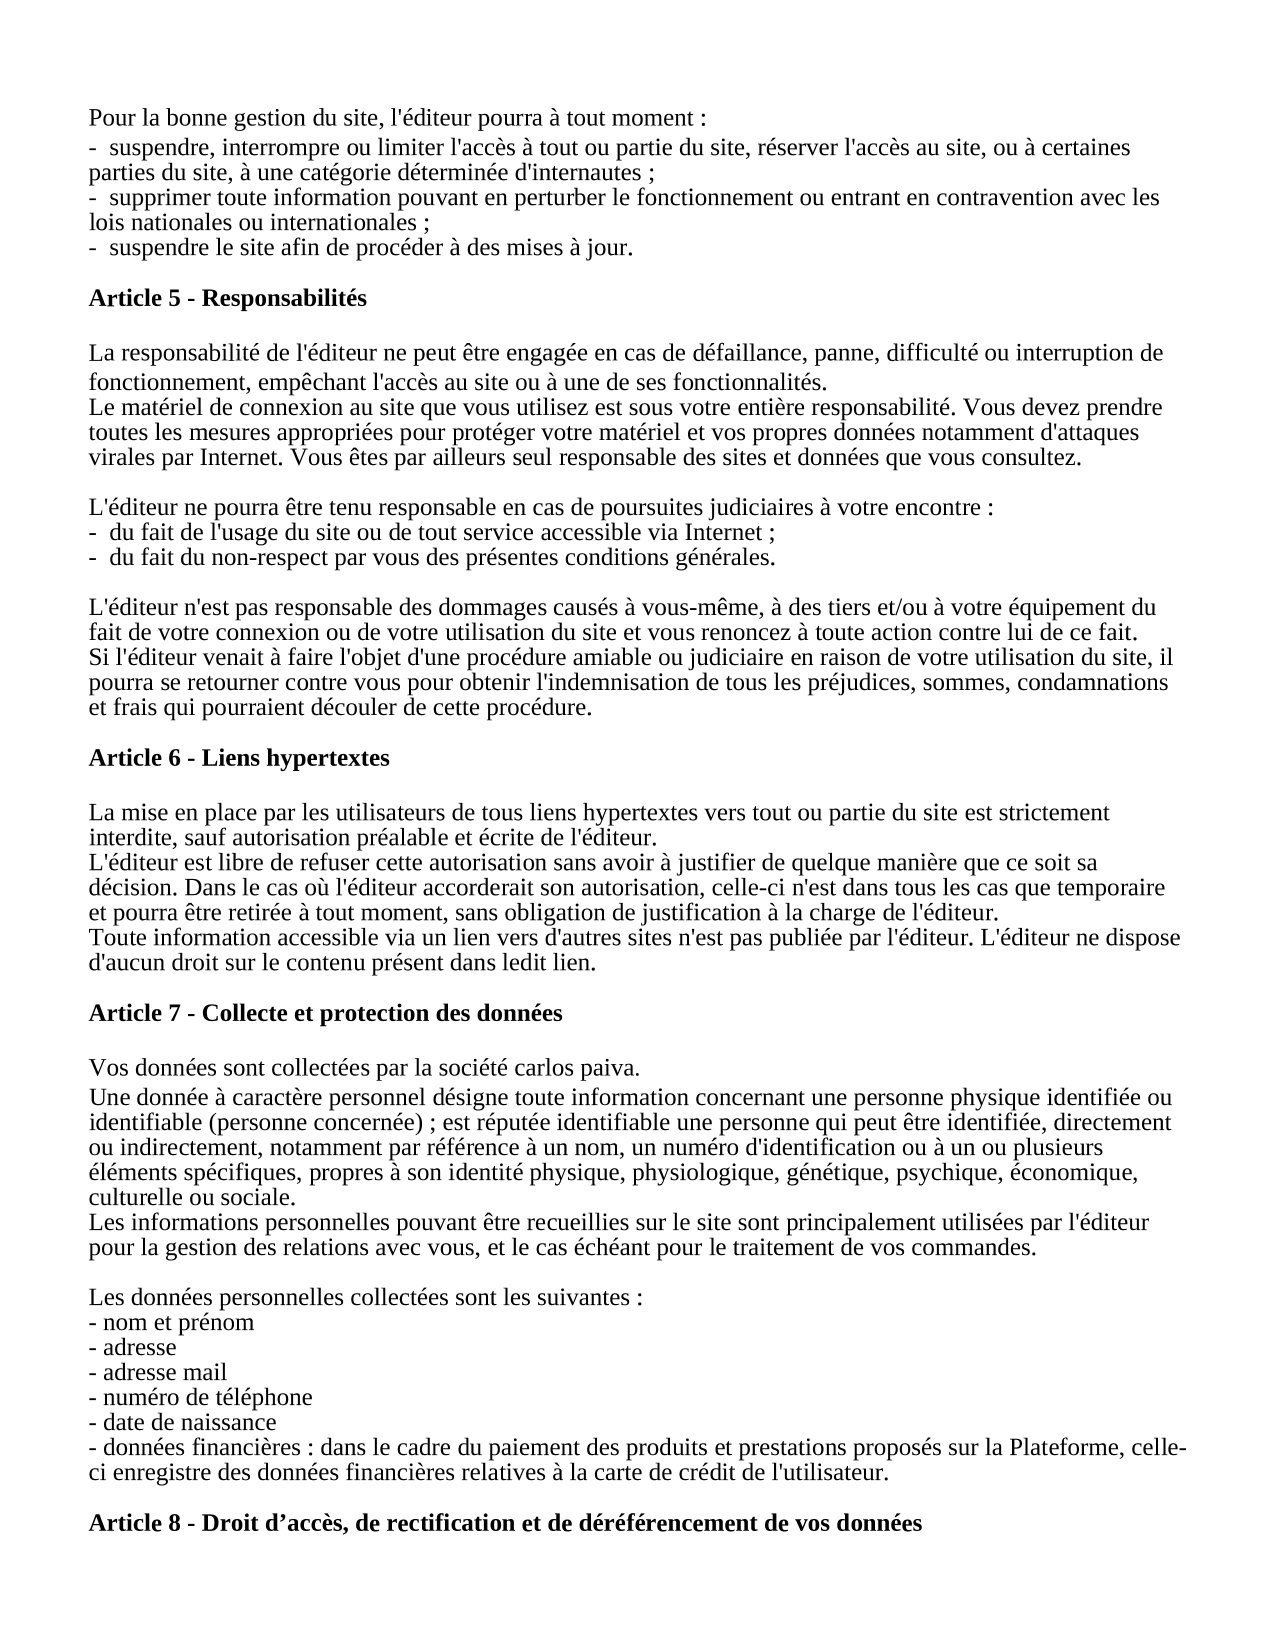 Pour la bonne gestion du site, l'éditeur pourra à tout moment :
-  suspendre, interrompre ou limiter l'accès à tout ou partie du site, réserver l'accès au site, ou à certaines
parties du site, à une catégorie déterminée d'internautes ;
-  supprimer toute information pouvant en perturber le fonctionnement ou entrant en contravention avec les
lois nationales ou internationales ;
-  suspendre le site afin de procéder à des mises à jour.
Article 5 - Responsabilités
La responsabilité de l'éditeur ne peut être engagée en cas de défaillance, panne, difficulté ou interruption de
fonctionnement, empêchant l'accès au site ou à une de ses fonctionnalités.
Le matériel de connexion au site que vous utilisez est sous votre entière responsabilité. Vous devez prendre
toutes les mesures appropriées pour protéger votre matériel et vos propres données notamment d'attaques
virales par Internet. Vous êtes par ailleurs seul responsable des sites et données que vous consultez.
L'éditeur ne pourra être tenu responsable en cas de poursuites judiciaires à votre encontre :
-  du fait de l'usage du site ou de tout service accessible via Internet ;
-  du fait du non-respect par vous des présentes conditions générales.
L'éditeur n'est pas responsable des dommages causés à vous-même, à des tiers et/ou à votre équipement du
fait de votre connexion ou de votre utilisation du site et vous renoncez à toute action contre lui de ce fait.
Si l'éditeur venait à faire l'objet d'une procédure amiable ou judiciaire en raison de votre utilisation du site, il
pourra se retourner contre vous pour obtenir l'indemnisation de tous les préjudices, sommes, condamnations
et frais qui pourraient découler de cette procédure.
Article 6 - Liens hypertextes
La mise en place par les utilisateurs de tous liens hypertextes vers tout ou partie du site est strictement
interdite, sauf autorisation préalable et écrite de l'éditeur.
L'éditeur est libre de refuser cette autorisation sans avoir à justifier de quelque manière que ce soit sa
décision. Dans le cas où l'éditeur accorderait son autorisation, celle-ci n'est dans tous les cas que temporaire
et pourra être retirée à tout moment, sans obligation de justification à la charge de l'éditeur.
Toute information accessible via un lien vers d'autres sites n'est pas publiée par l'éditeur. L'éditeur ne dispose
d'aucun droit sur le contenu présent dans ledit lien.
Article 7 - Collecte et protection des données
Vos données sont collectées par la société carlos paiva.
Une donnée à caractère personnel désigne toute information concernant une personne physique identifiée ou
identifiable (personne concernée) ; est réputée identifiable une personne qui peut être identifiée, directement
ou indirectement, notamment par référence à un nom, un numéro d'identification ou à un ou plusieurs
éléments spécifiques, propres à son identité physique, physiologique, génétique, psychique, économique,
culturelle ou sociale.
Les informations personnelles pouvant être recueillies sur le site sont principalement utilisées par l'éditeur
pour la gestion des relations avec vous, et le cas échéant pour le traitement de vos commandes.
Les données personnelles collectées sont les suivantes :
- nom et prénom
- adresse
- adresse mail
- numéro de téléphone
- date de naissance
- données financières : dans le cadre du paiement des produits et prestations proposés sur la Plateforme, celle-
ci enregistre des données financières relatives à la carte de crédit de l'utilisateur.
Article 8 - Droit d’accès, de rectification et de déréférencement de vos données